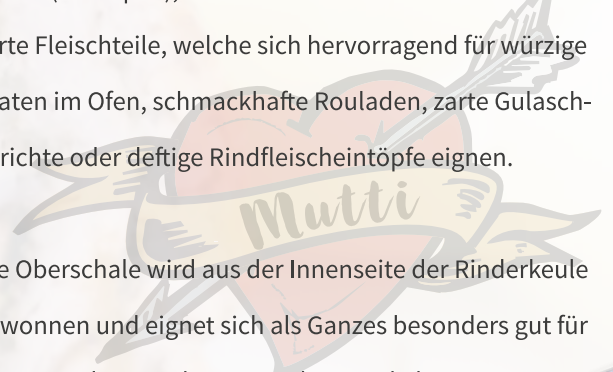 rte Fleischteile, welche sich hervorragend für würzige
aten im Ofen, schmackhafte Rouladen, zarte Gulasch-
richte oder deftige Rindfleischeintöpfe eignen.
Mutti
e Oberschale wird aus der Innenseite der Rinderkeule
wonnen und eignet sich als Ganzes besonders gut für